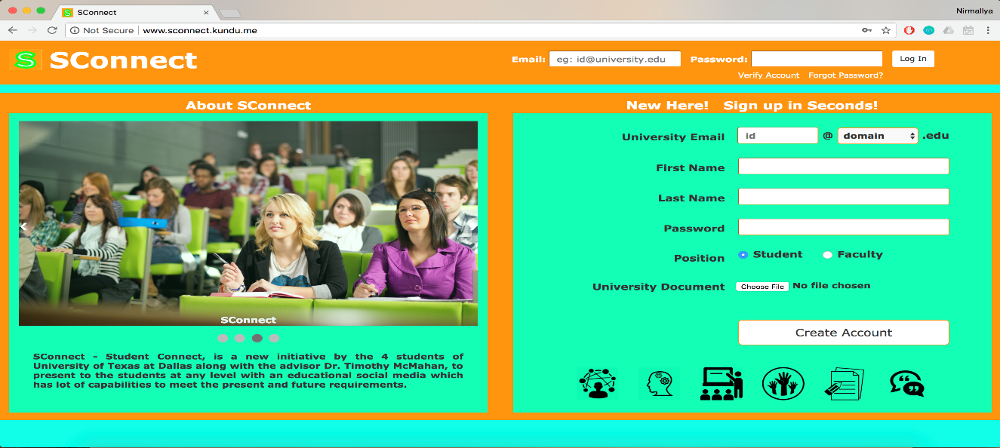 SConnect
Nirmallya
Not Secure www.sconnect.kundu.me
S SConnect
Email: eg: id@university.edu Password: Log In
Verify Account Forgot Password?
About SConnect
New Here! Sign up in Seconds!
University Email id @ domain .edu
First Name
Last Name
Password
Position Student Faculty
University Document Choose File No file chosen
Create Account
SConnect
SConnect - Student Connect, is a new initiative by the 4 students of
University of Texas at Dallas along with the advisor Dr. Timothy McMahan, to
present to the students at any level with an educational social media which
has lot of capabilities to meet the present and future requirements.